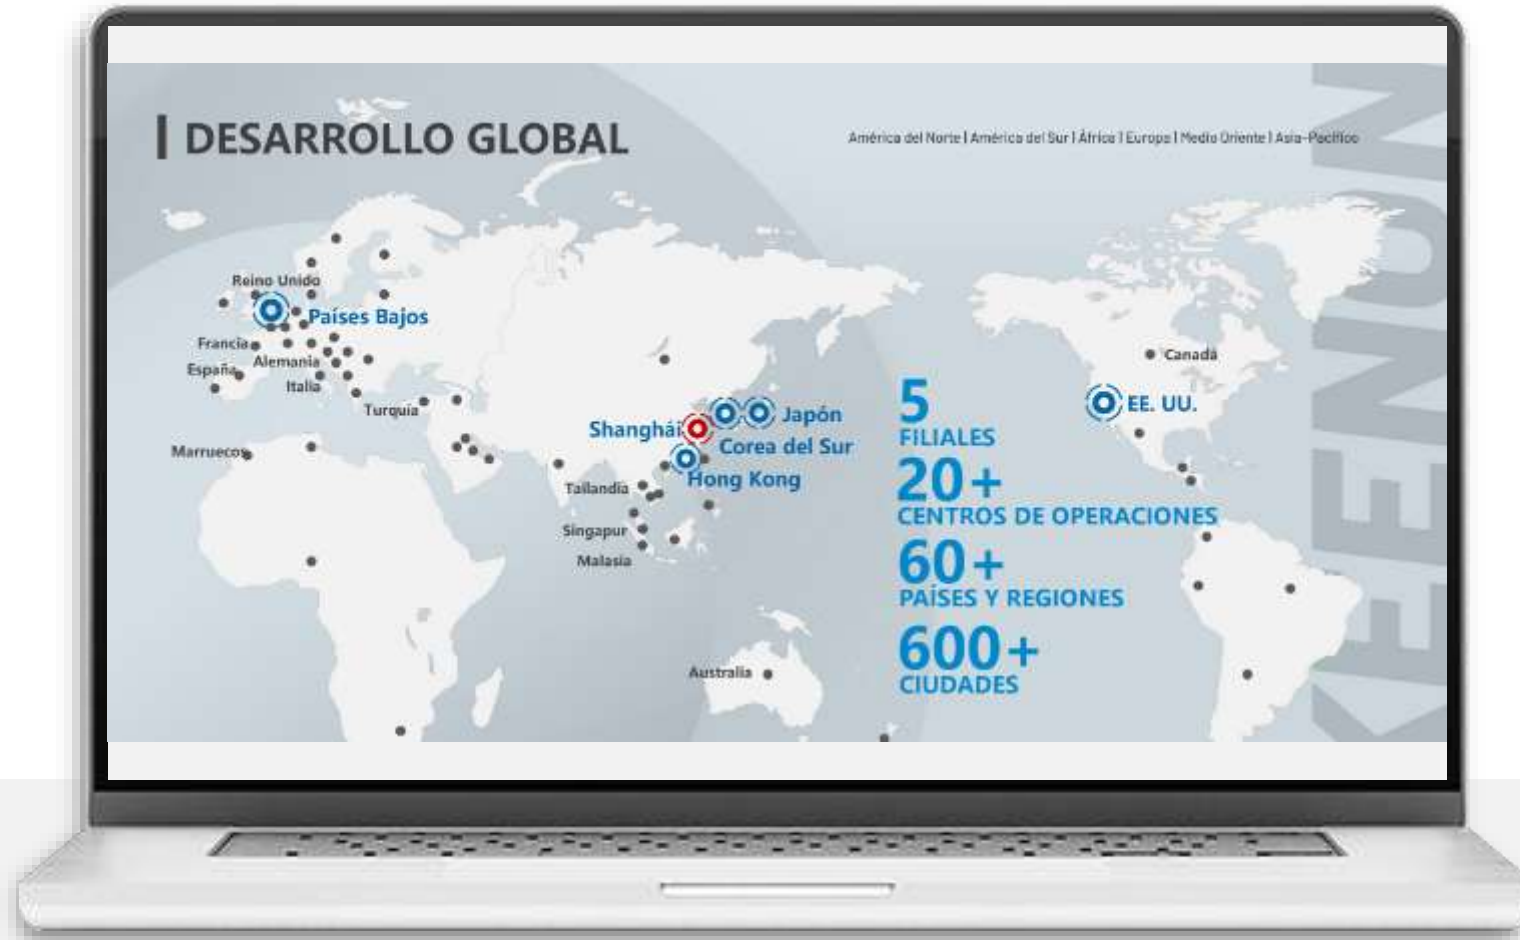 DESARROLLO GLOBAL
América del Norte | América del Sur | África | Europa | Medio Oriente | Asia-Pacífico
Reino Unido
Países Bajos
Francia
Alemania
España
Italia
Turquía
Marruecos
Shanghái
Japón
Corea del Sur
Hong Kong
Tailandia
Singapur
Malasia
Australia
Canadá
EE. UU.
5
FILIALES
20+
CENTROS DE OPERACIONES
60+
PAÍSES Y REGIONES
600+
CIUDADES
KEENON